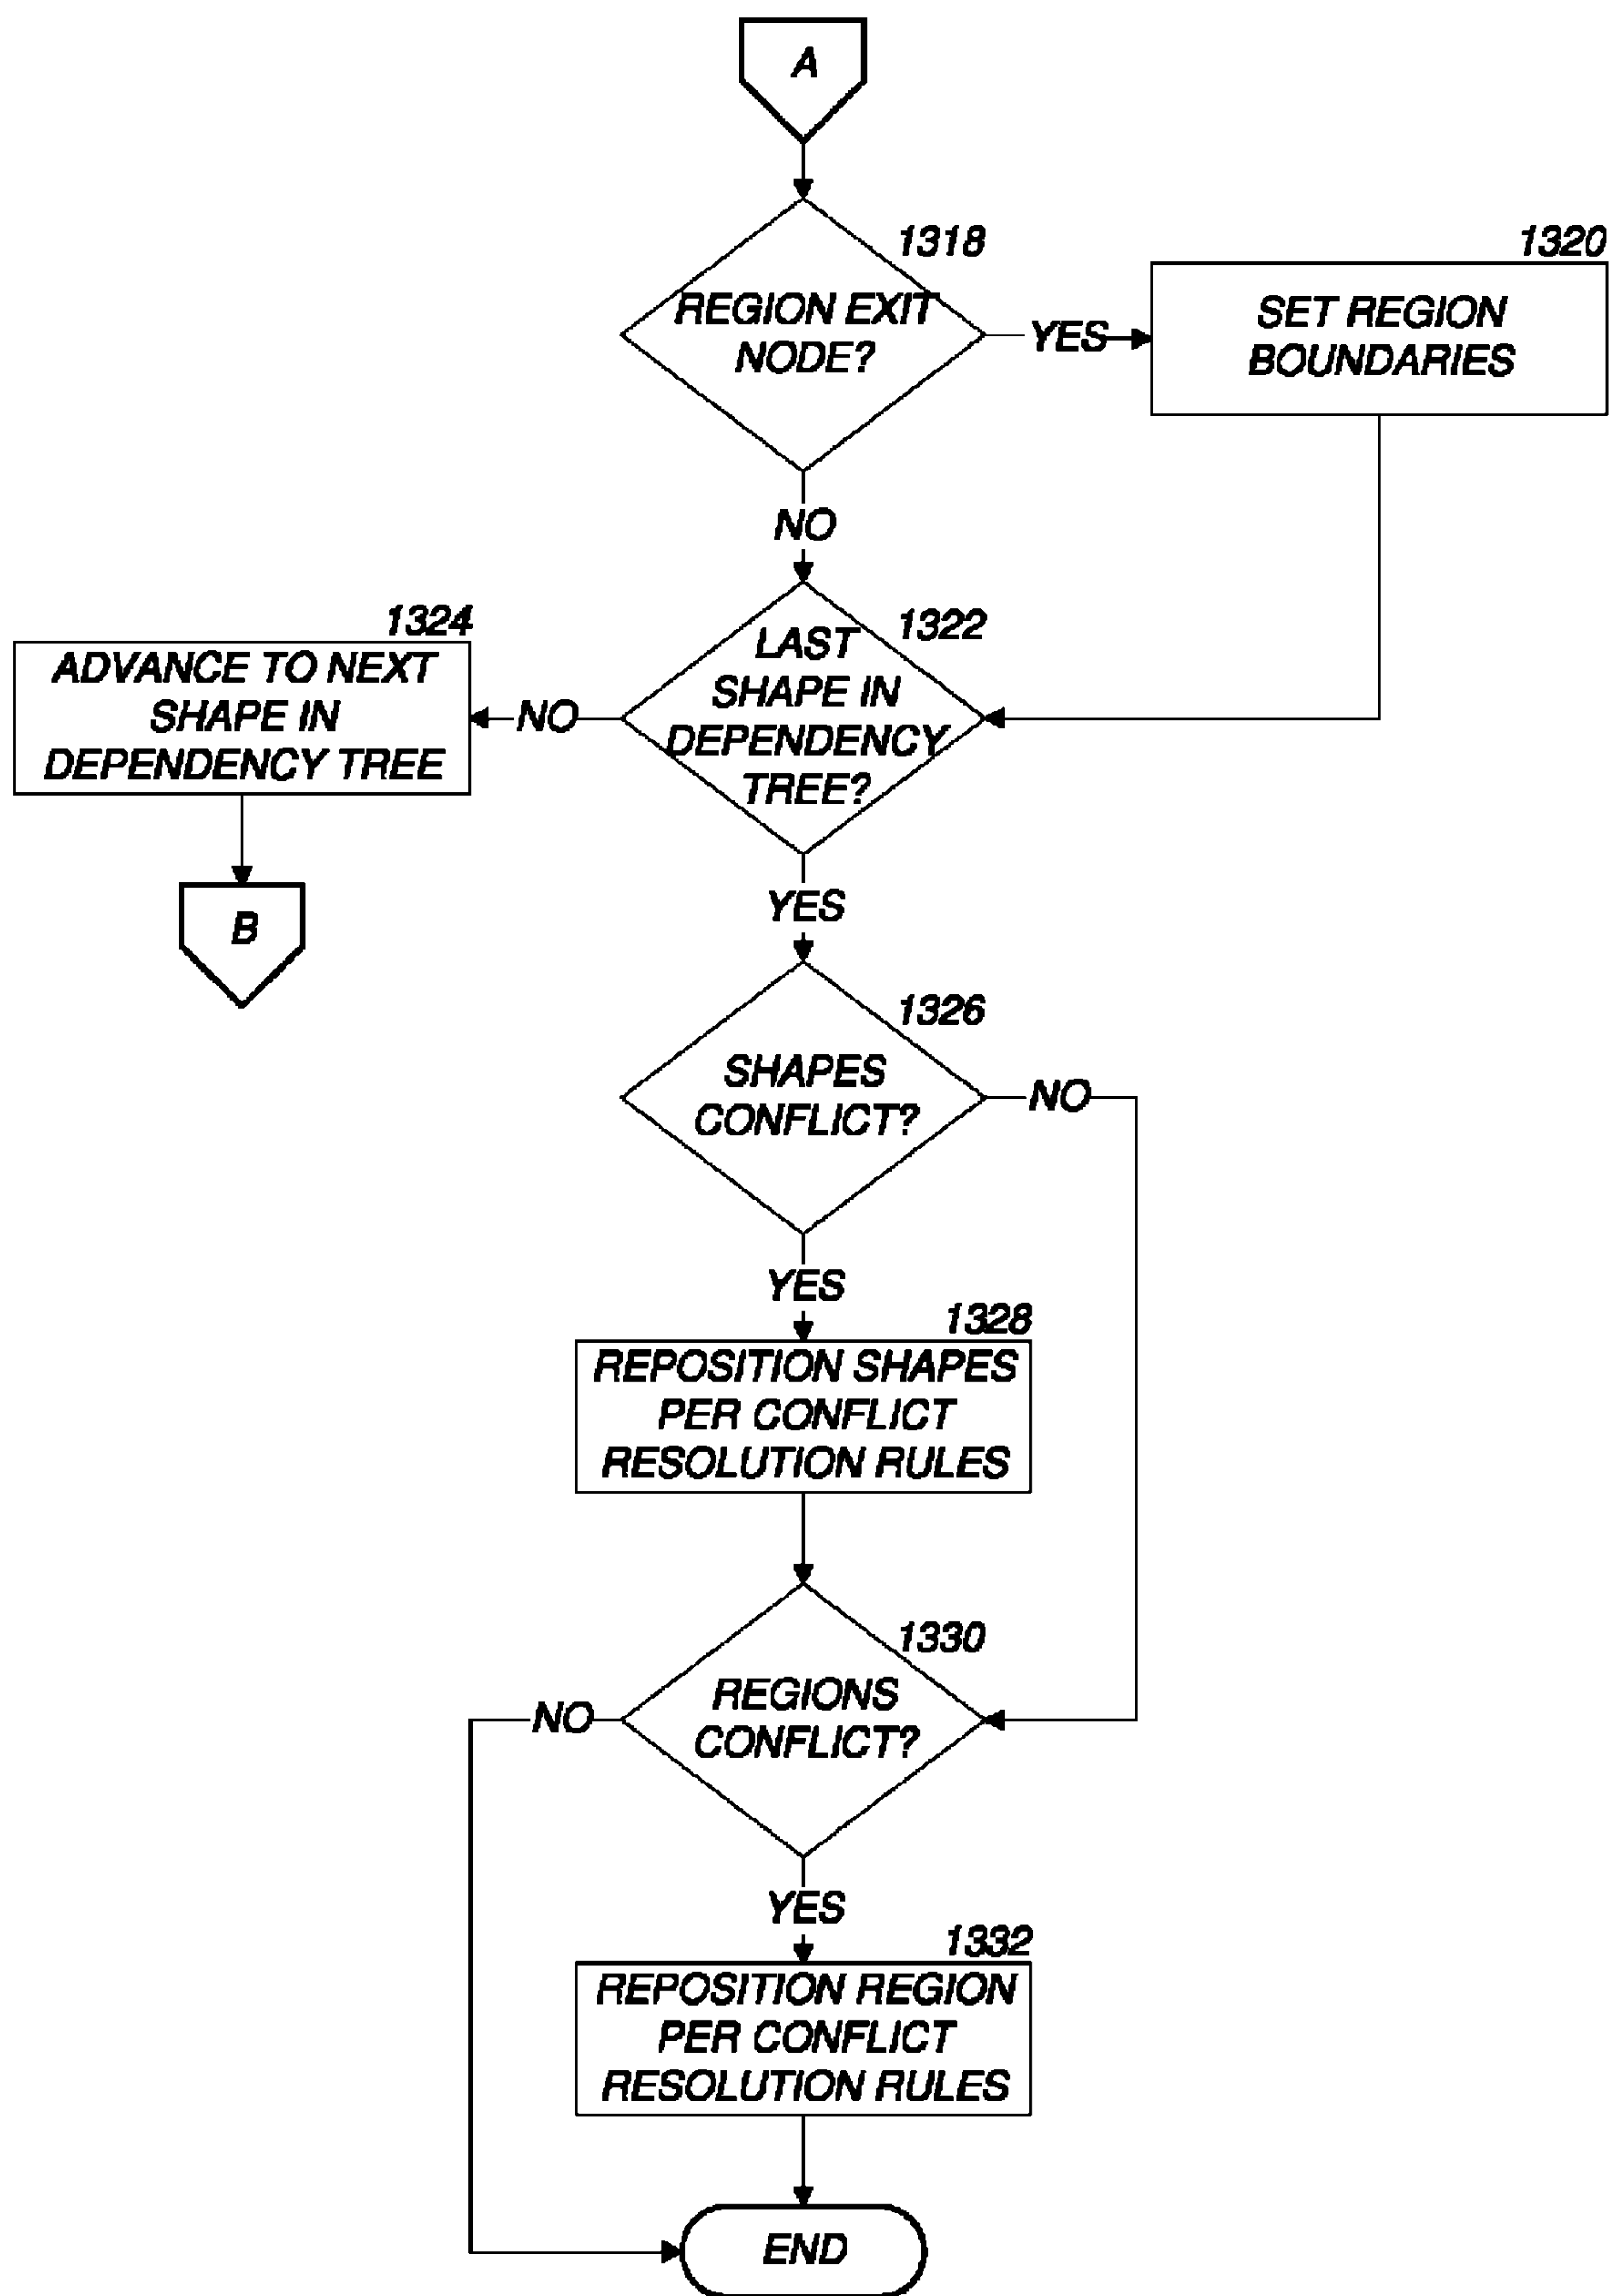 A
1318
REGION EXIT
NODE?
YES
1320
SET REGION
BOUNDARIES
NO
1322
LAST
SHAPE IN
DEPENDENCY
TREE?
NO
1324
ADVANCE TO NEXT
SHAPE IN
DEPENDENCY TREE
B
YES
1326
SHAPES
CONFLICT?
NO
YES
1328
REPOSITION SHAPES
PER CONFLICT
RESOLUTION RULES
1330
REGIONS
CONFLICT?
NO
YES
1332
REPOSITION REGION
PER CONFLICT
RESOLUTION RULES
END